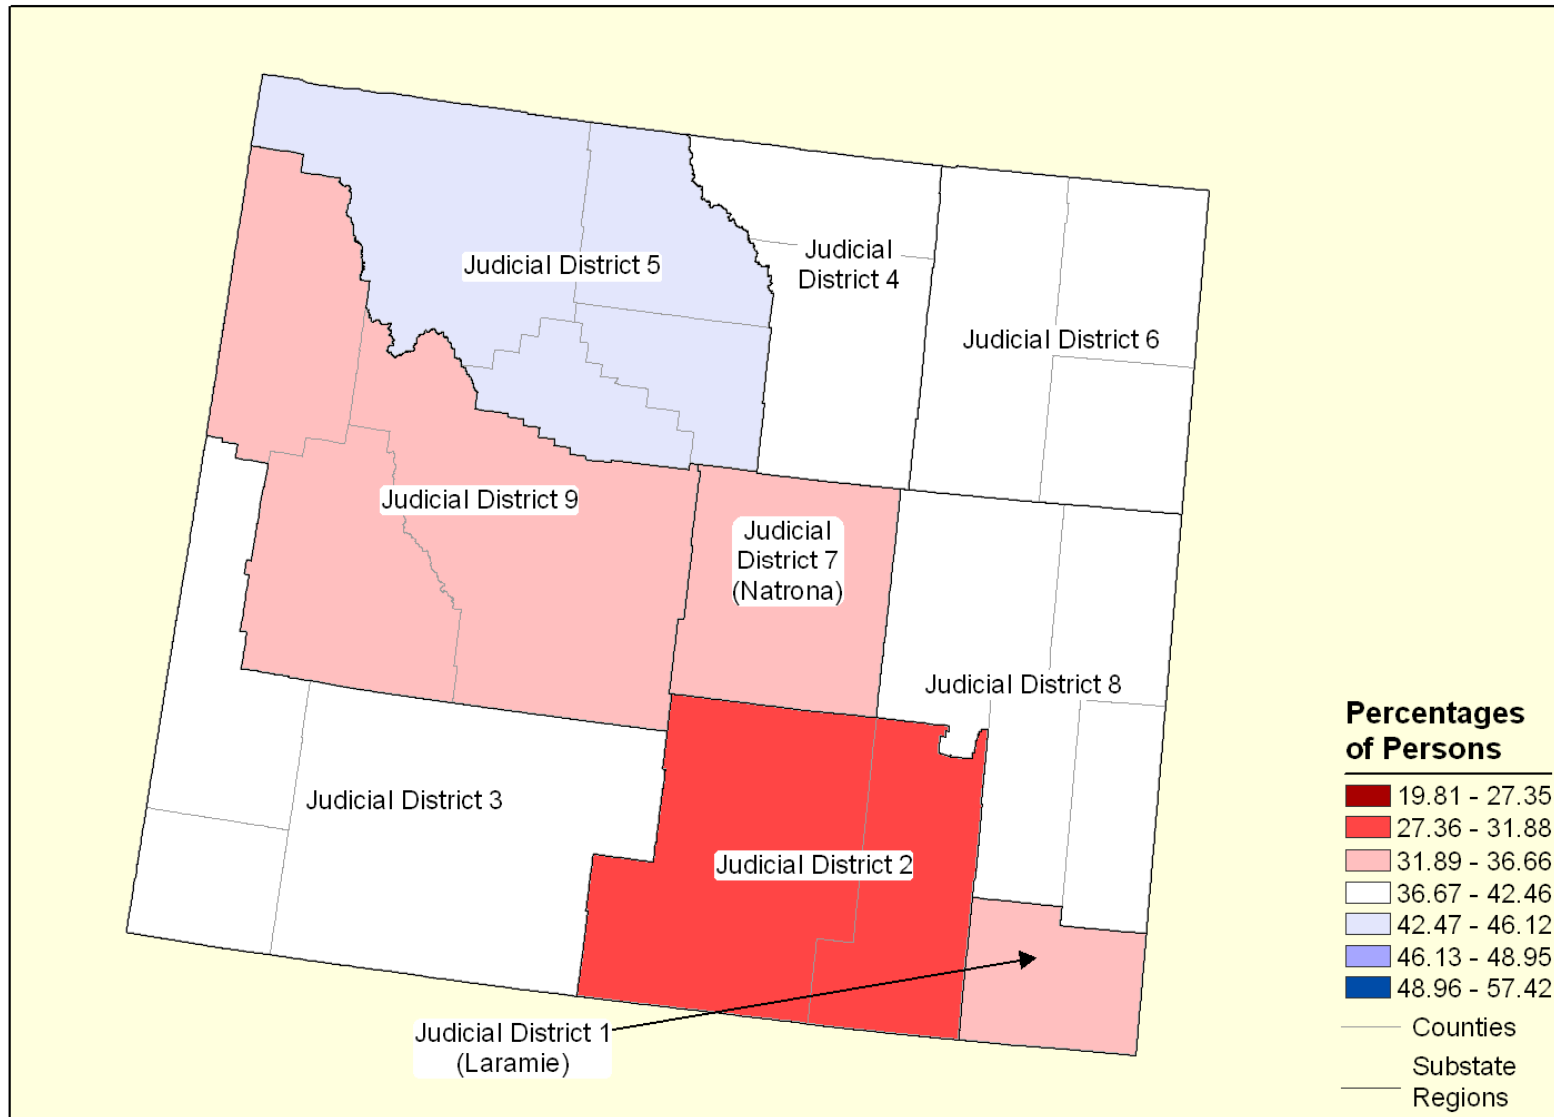 Judicial District 5
Judicial
District 4
Judicial District 6
Judicial District 9
Judicial
District 7
(Natrona)
Judicial District 8
Judicial District 3
Judicial District 2
Judicial District 1
(Laramie)
Percentages
of Persons
19.81 - 27.35
27.36 - 31.88
31.89 - 36.66
36.67 - 42.46
42.47 - 46.12
46.13 - 48.95
48.96 - 57.42
Counties
Substate
Regions